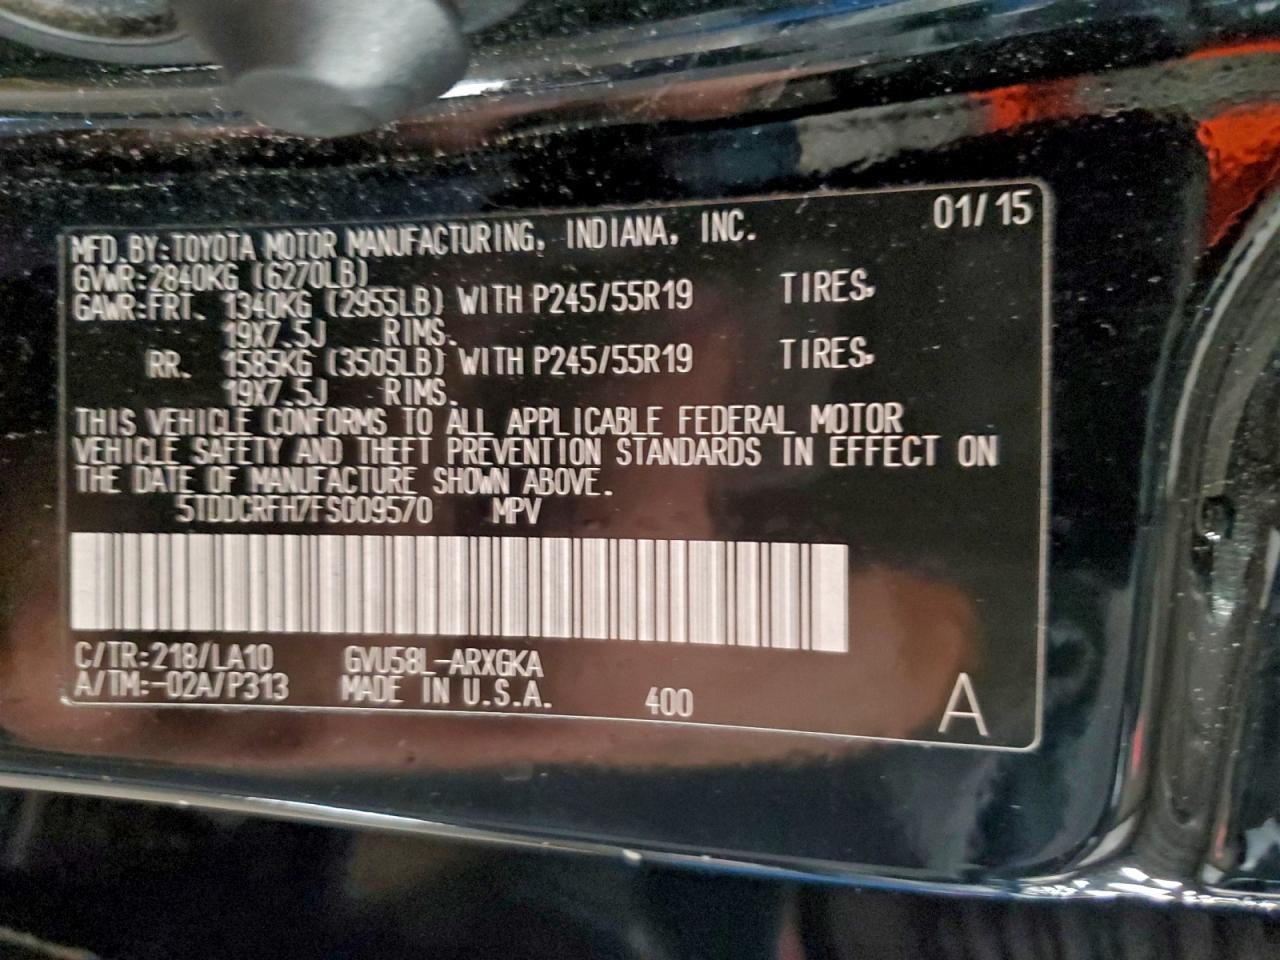 01/15
MFD.BY:TOYOTA MOTOR MANUFACTURING, INDIANA, INC.
GVWR:2840KG (6270LB)
GAWR:FRT. 1340KG (2955LB) WITH P245/55R19 TIRES,
19X7.5J RIMS.
RR. 1585KG (3505LB) WITH P245/55R19 TIRES,
19X7.5J RIMS.
THIS VEHICLE CONFORMS TO ALL APPLICABLE FEDERAL MOTOR
VEHICLE SAFETY AND THEFT PREVENTION STANDARDS IN EFFECT ON
THE DATE OF MANUFACTURE SHOWN ABOVE.
5TDDCRFH7FS009570 MPV
C/TR:218/LA10 GVU58L-ARXGKA
A/TM:-02A/P313 MADE IN U.S.A. 400
A